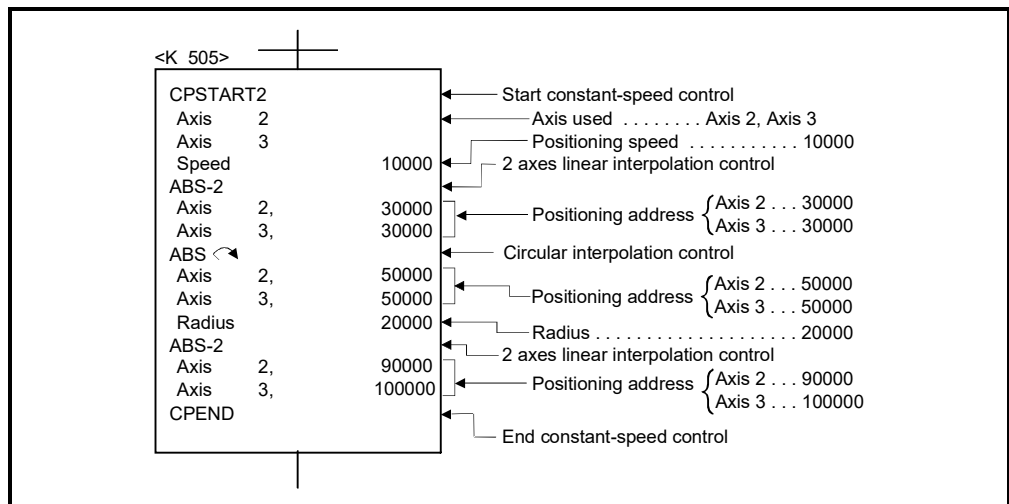 <K 505>
CPSTART2 Start constant-speed control
Axis 2 Axis used . . . . . . . . Axis 2, Axis 3
Axis 3 Positioning speed . . . . . . . . . . . 10000
Speed 10000 2 axes linear interpolation control
ABS-2
Axis 2, 30000 Positioning address Axis 2 . . . 30000
Axis 3, 30000 Axis 3 . . . 30000
ABS Circular interpolation control
Axis 2, 50000 Positioning address Axis 2 . . . 50000
Axis 3, 50000 Axis 3 . . . 50000
Radius 20000 Radius . . . . . . . . . . . . . . . . . . . . . 20000
ABS-2 2 axes linear interpolation control
Axis 2, 90000 Positioning address Axis 2 . . . 90000
Axis 3, 100000 Axis 3 . . . 100000
CPEND
End constant-speed control